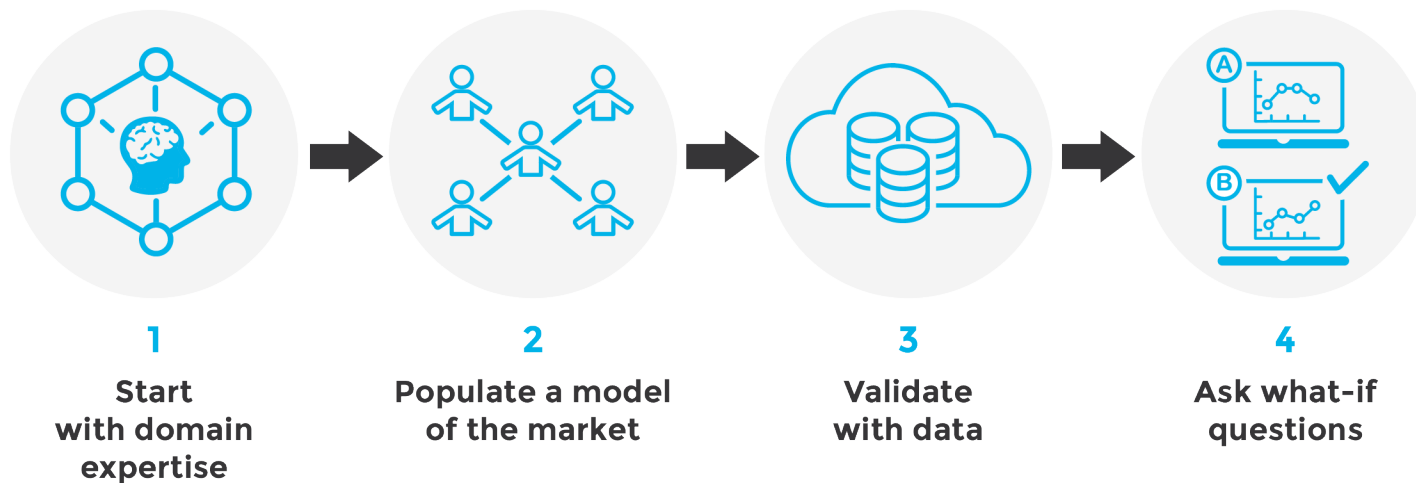 A
B
1
Start
with domain
expertise
2
Populate a model
of the market
3
Validate
with data
4
Ask what-if
questions